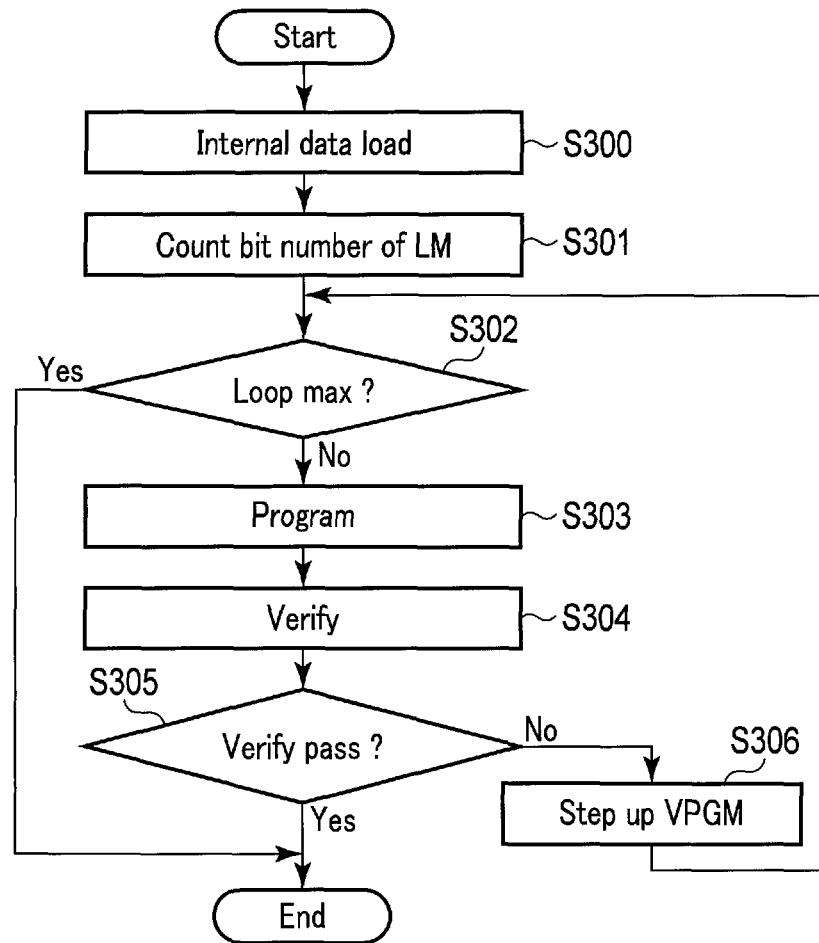 Start
Internal data load
S300
Count bit number of LM
S301
S302
Yes
Loop max ?
No
Program
S303
Verify
S304
S305
Verify pass ?
No
S306
Step up VPGM
Yes
End